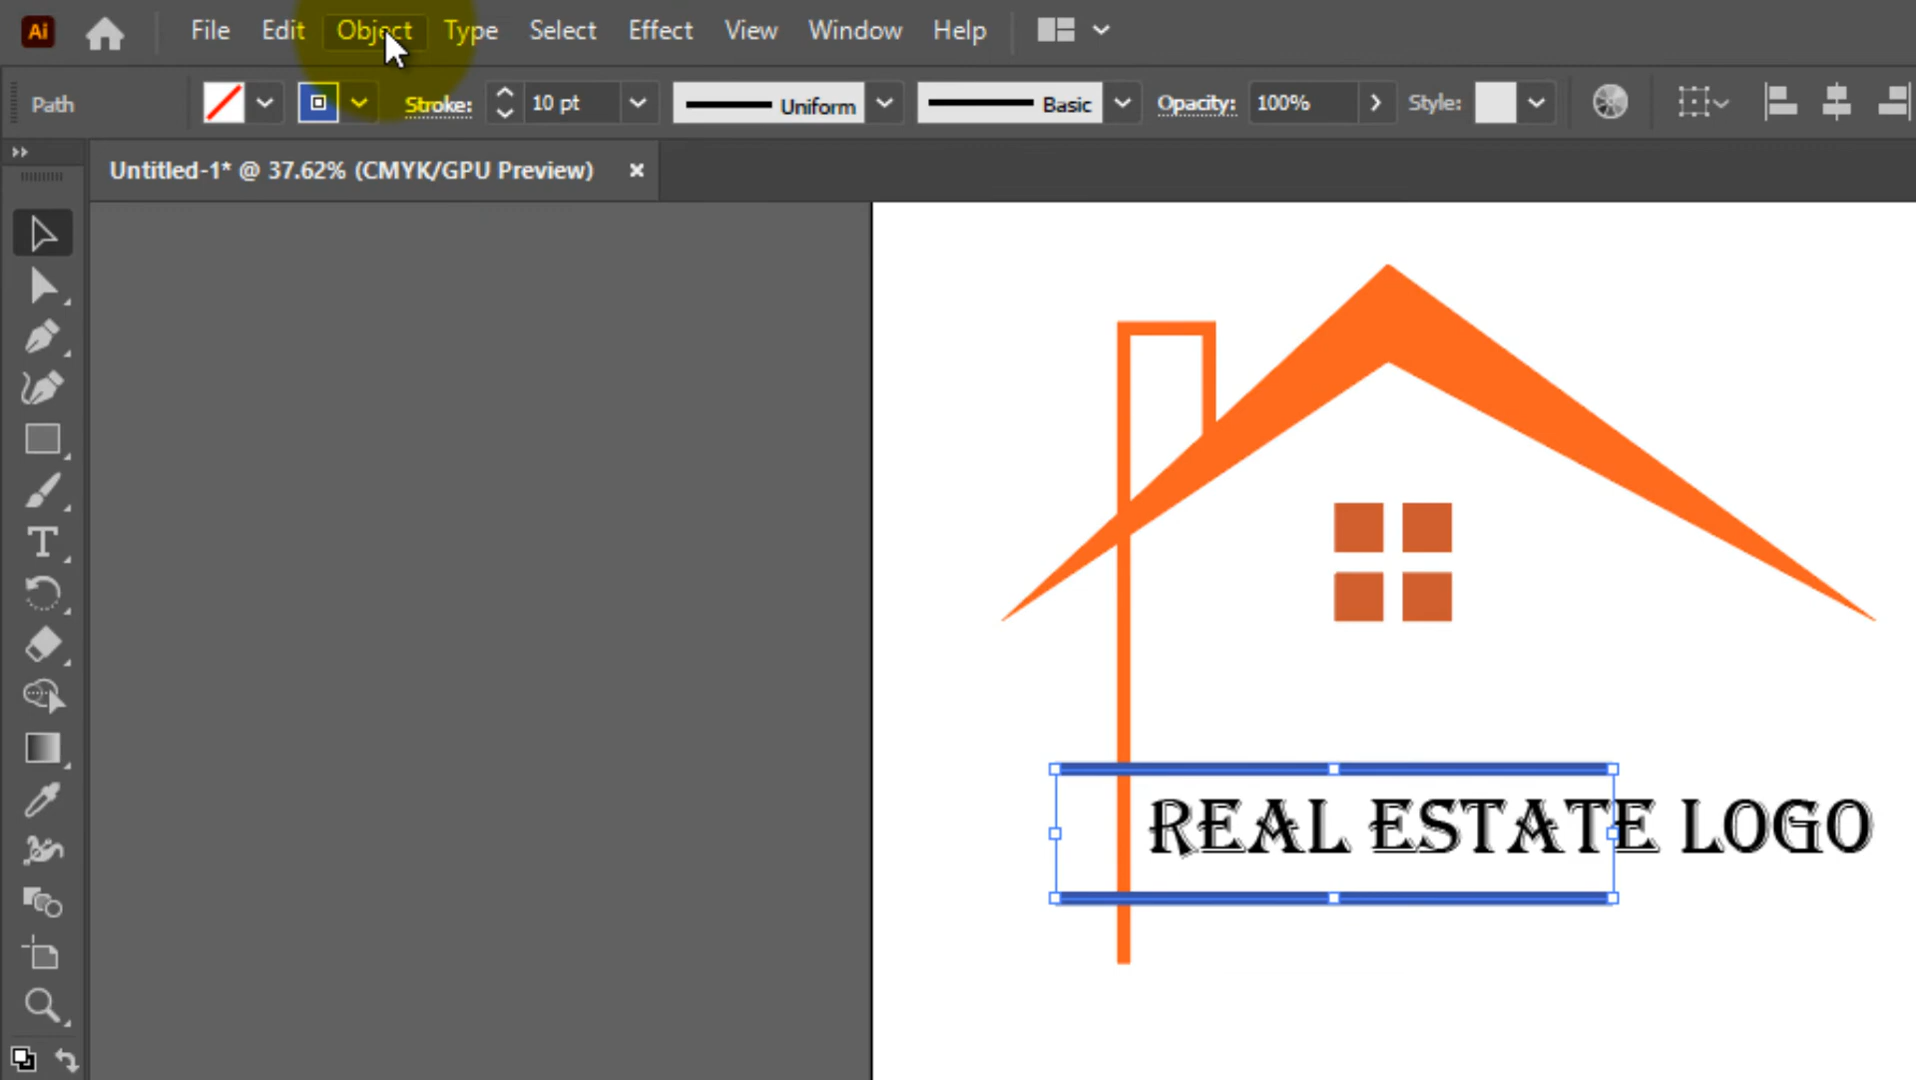 Ai File Edit Object Type Select Effect View Window Help
Path Stroke: 10 pt Uniform Basic Opacity: 100% Style:
Untitled-1* @ 37.62% (CMYK/GPU Preview) ×
T
REAL ESTATE LOGO